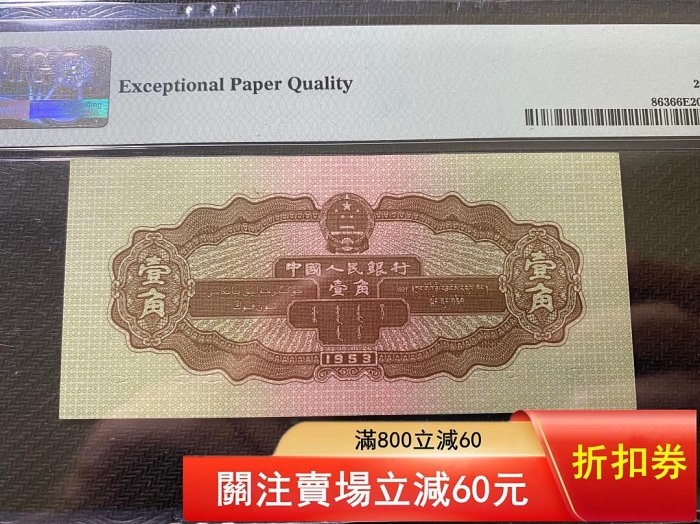 Exceptional Paper Quality
86366E20
中國人民銀行
壹角
壹角
壹角
1953
滿800立減60
關注賣場立減60元
折扣券